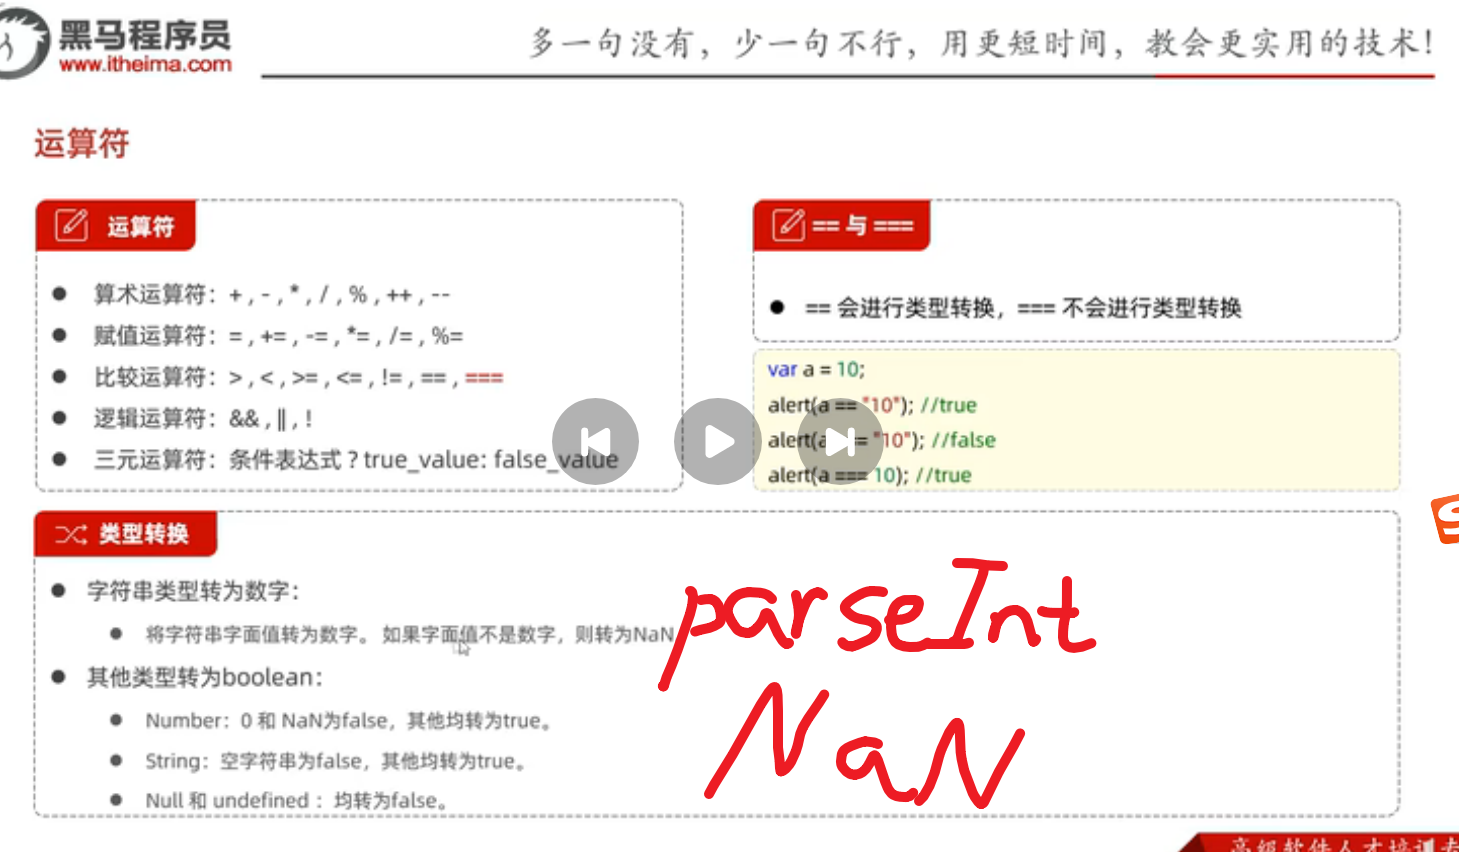 黑马程序员
www.itheima.com
多一句没有，少一句不行，用更短时间，教会更实用的技术！
运算符
运算符
算术运算符：+ , - , * , / , % , ++ , --
赋值运算符：= , += , -= , *= , /= , %=
比较运算符：> , < , >= , <= , != , == , ===
逻辑运算符：&& , || , !
三元运算符：条件表达式 ? true_value: false_value
== 与 ===
== 会进行类型转换，=== 不会进行类型转换
var a = 10;
alert(a == "10"); //true
alert(a "10"); //false
alert(a === 10); //true
类型转换
字符串类型转为数字：
将字符串字面值转为数字。 如果字面值不是数字，则转为NaN
其他类型转为boolean：
Number：0 和 NaN为false，其他均转为true。
String：空字符串为false，其他均转为true。
Null 和 undefined ：均转为false。
parseInt
NaN
高级软件人才培训专